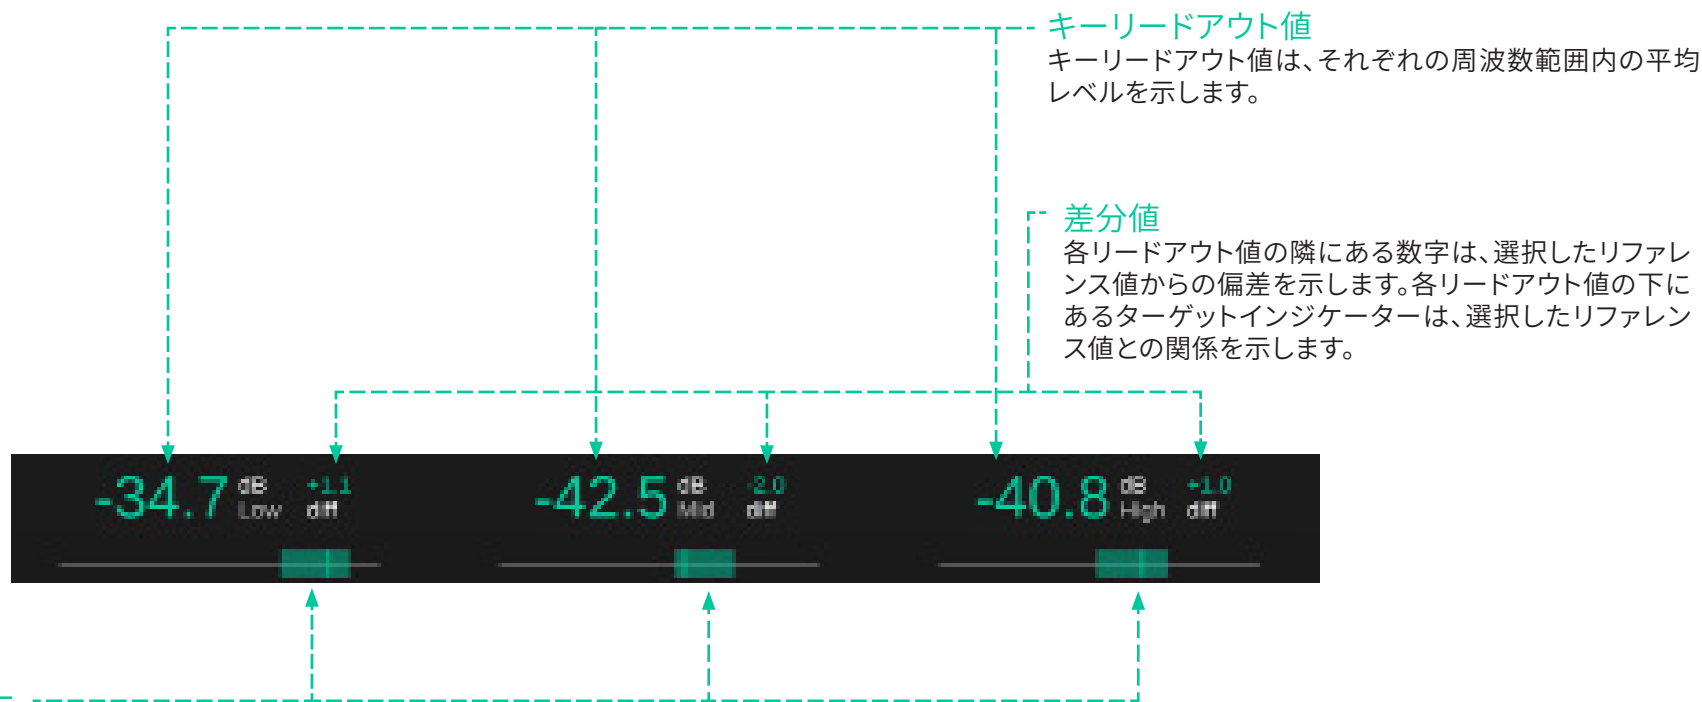 キーリードアウト値
キーリードアウト値は、それぞれの周波数範囲内の平均
レベルを示します。
差分値
各リードアウト値の隣にある数字は、選択したリファレ
ンス値からの偏差を示します。各リードアウト値の下に
あるターゲットインジケーターは、選択したリファレン
ス値との関係を示します。
-34.7 dB Low +1.1 diff
-42.5 dB Mid -2.0 diff
-40.8 dB High +1.0 diff